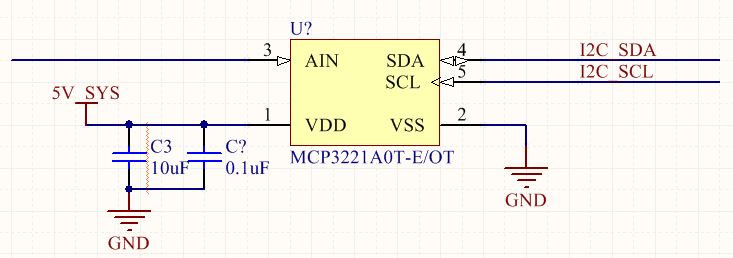 U?
3 AIN SDA 4 I2C_SDA
SCL 5 I2C_SCL
5V_SYS
1 VDD VSS 2
C3 C?
10uF 0.1uF
MCP3221A0T-E/OT
GND
GND